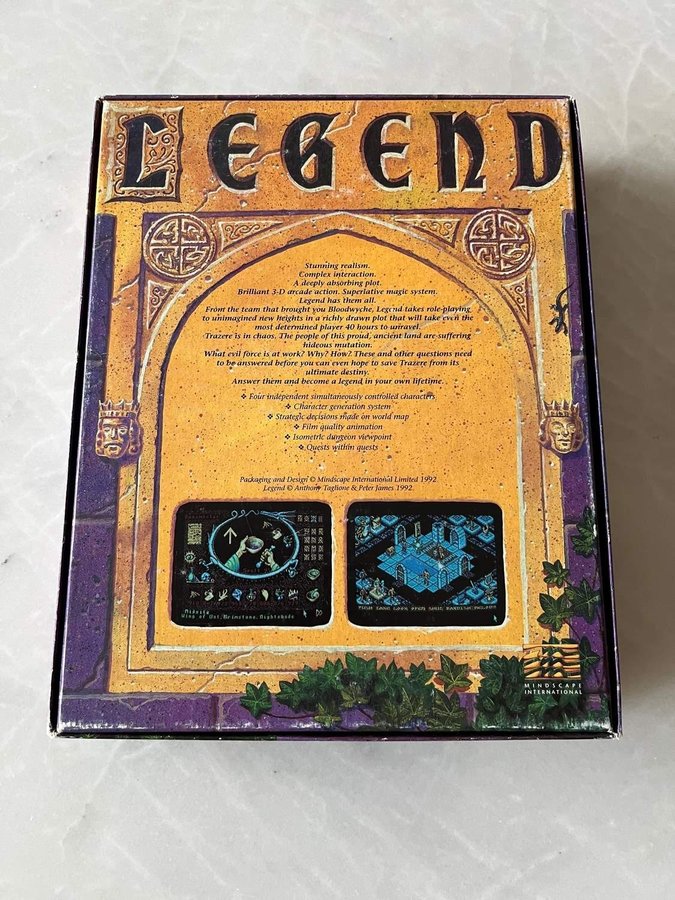 LEGEND
Stunning realism.
Complex interaction.
A deeply absorbing plot.
Brilliant 3-D arcade action. Superlative magic system.
Legend has them all.
From the team that brought you Bloodwyche, Legend takes role-playing
to unimagined new heights in a richly drawn plot that will take even the
most determined player 40 hours to unravel.
Trazere is in chaos. The people of this proud, ancient land are suffering
hideous mutation.
What evil force is at work? Why? How? These and other questions need
to be answered before you can even hope to save Trazere from its
ultimate destiny.
Answer them and become a legend in your own lifetime.
❖ Four independent simultaneously controlled characters
❖ Character generation system
❖ Strategic decisions made on world map
❖ Film quality animation
❖ Isometric dungeon viewpoint
❖ Quests within quests
Packaging and Design © Mindscape International Limited 1992
Legend © Anthony Taglione & Peter James 1992.
Wing of Bat, Brimstone, Nightshade
MINDSCAPE
INTERNATIONAL